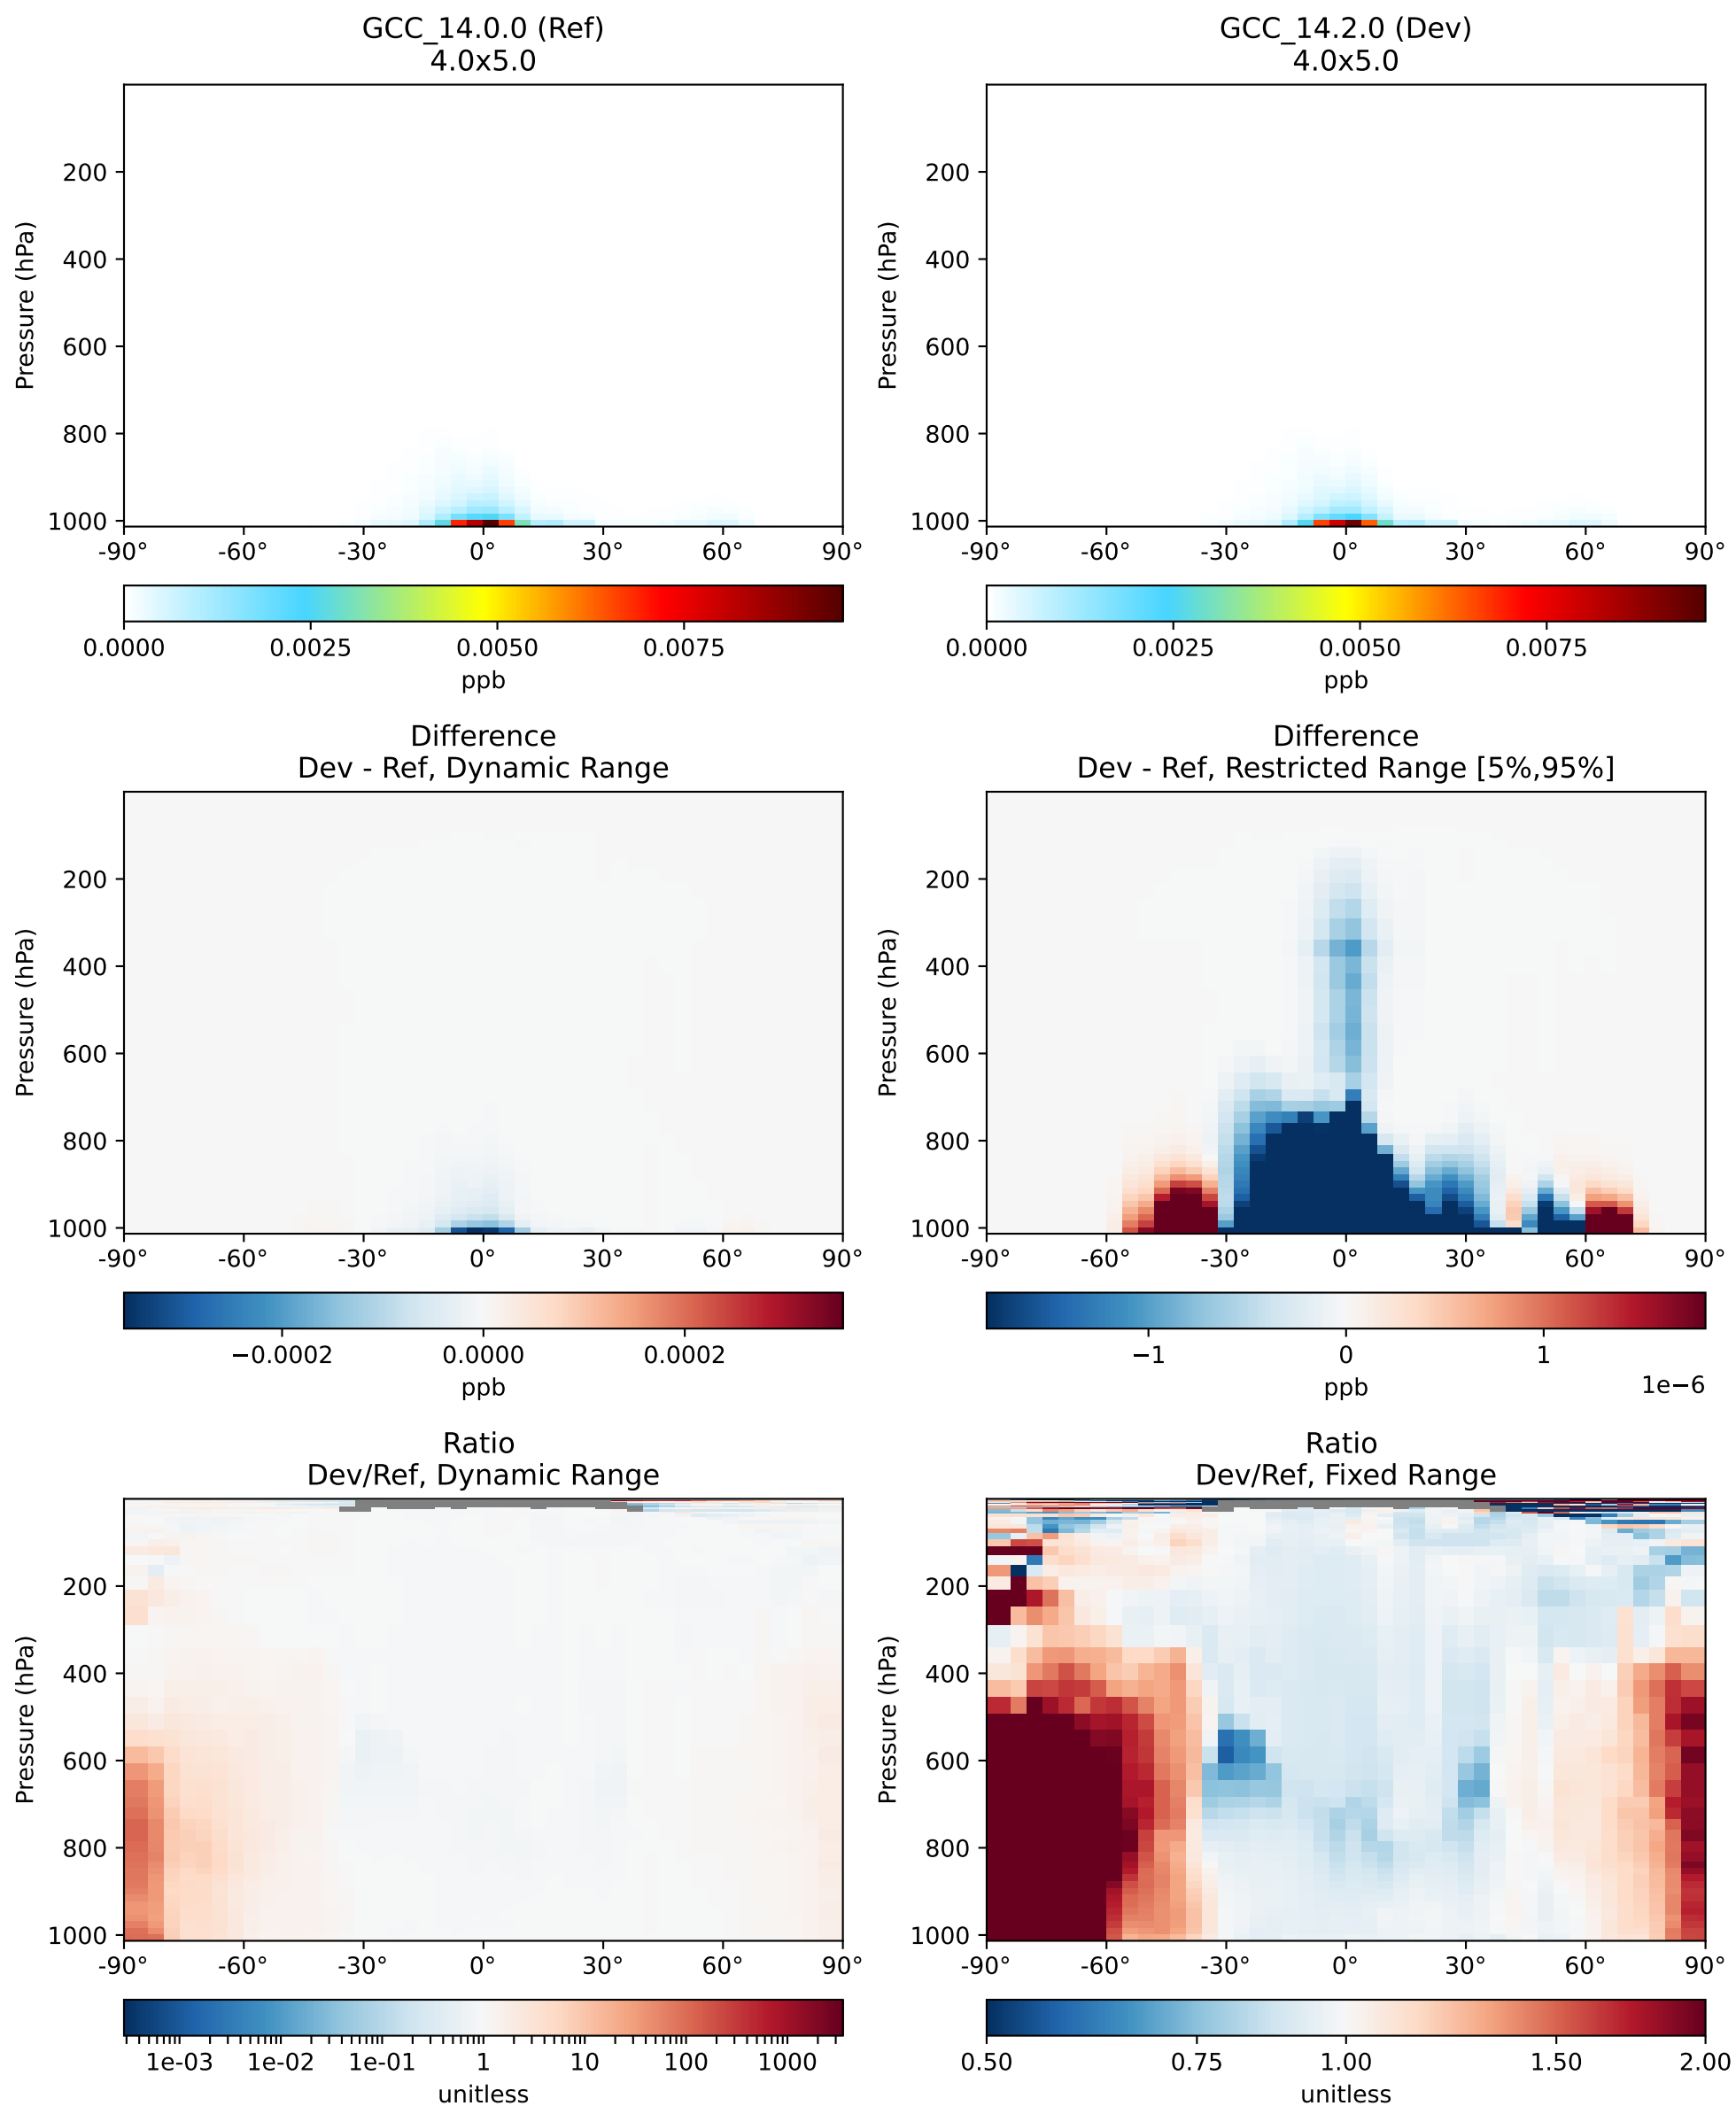 GCC_14.0.0 (Ref)
4.0x5.0
Pressure (hPa)
200
400
600
800
1000
-90° -60° -30° 0° 30° 60° 90°
0.0000 0.0025 0.0050 0.0075
ppb
GCC_14.2.0 (Dev)
4.0x5.0
Pressure (hPa)
200
400
600
800
1000
-90° -60° -30° 0° 30° 60° 90°
0.0000 0.0025 0.0050 0.0075
ppb
Difference
Dev - Ref, Dynamic Range
Pressure (hPa)
200
400
600
800
1000
-90° -60° -30° 0° 30° 60° 90°
−0.0002 0.0000 0.0002
ppb
Difference
Dev - Ref, Restricted Range [5%,95%]
Pressure (hPa)
200
400
600
800
1000
-90° -60° -30° 0° 30° 60° 90°
−1 0 1
ppb
1e−6
Ratio
Dev/Ref, Dynamic Range
Pressure (hPa)
200
400
600
800
1000
-90° -60° -30° 0° 30° 60° 90°
1e-03 1e-02 1e-01 1 10 100 1000
unitless
Ratio
Dev/Ref, Fixed Range
Pressure (hPa)
200
400
600
800
1000
-90° -60° -30° 0° 30° 60° 90°
0.50 0.75 1.00 1.50 2.00
unitless